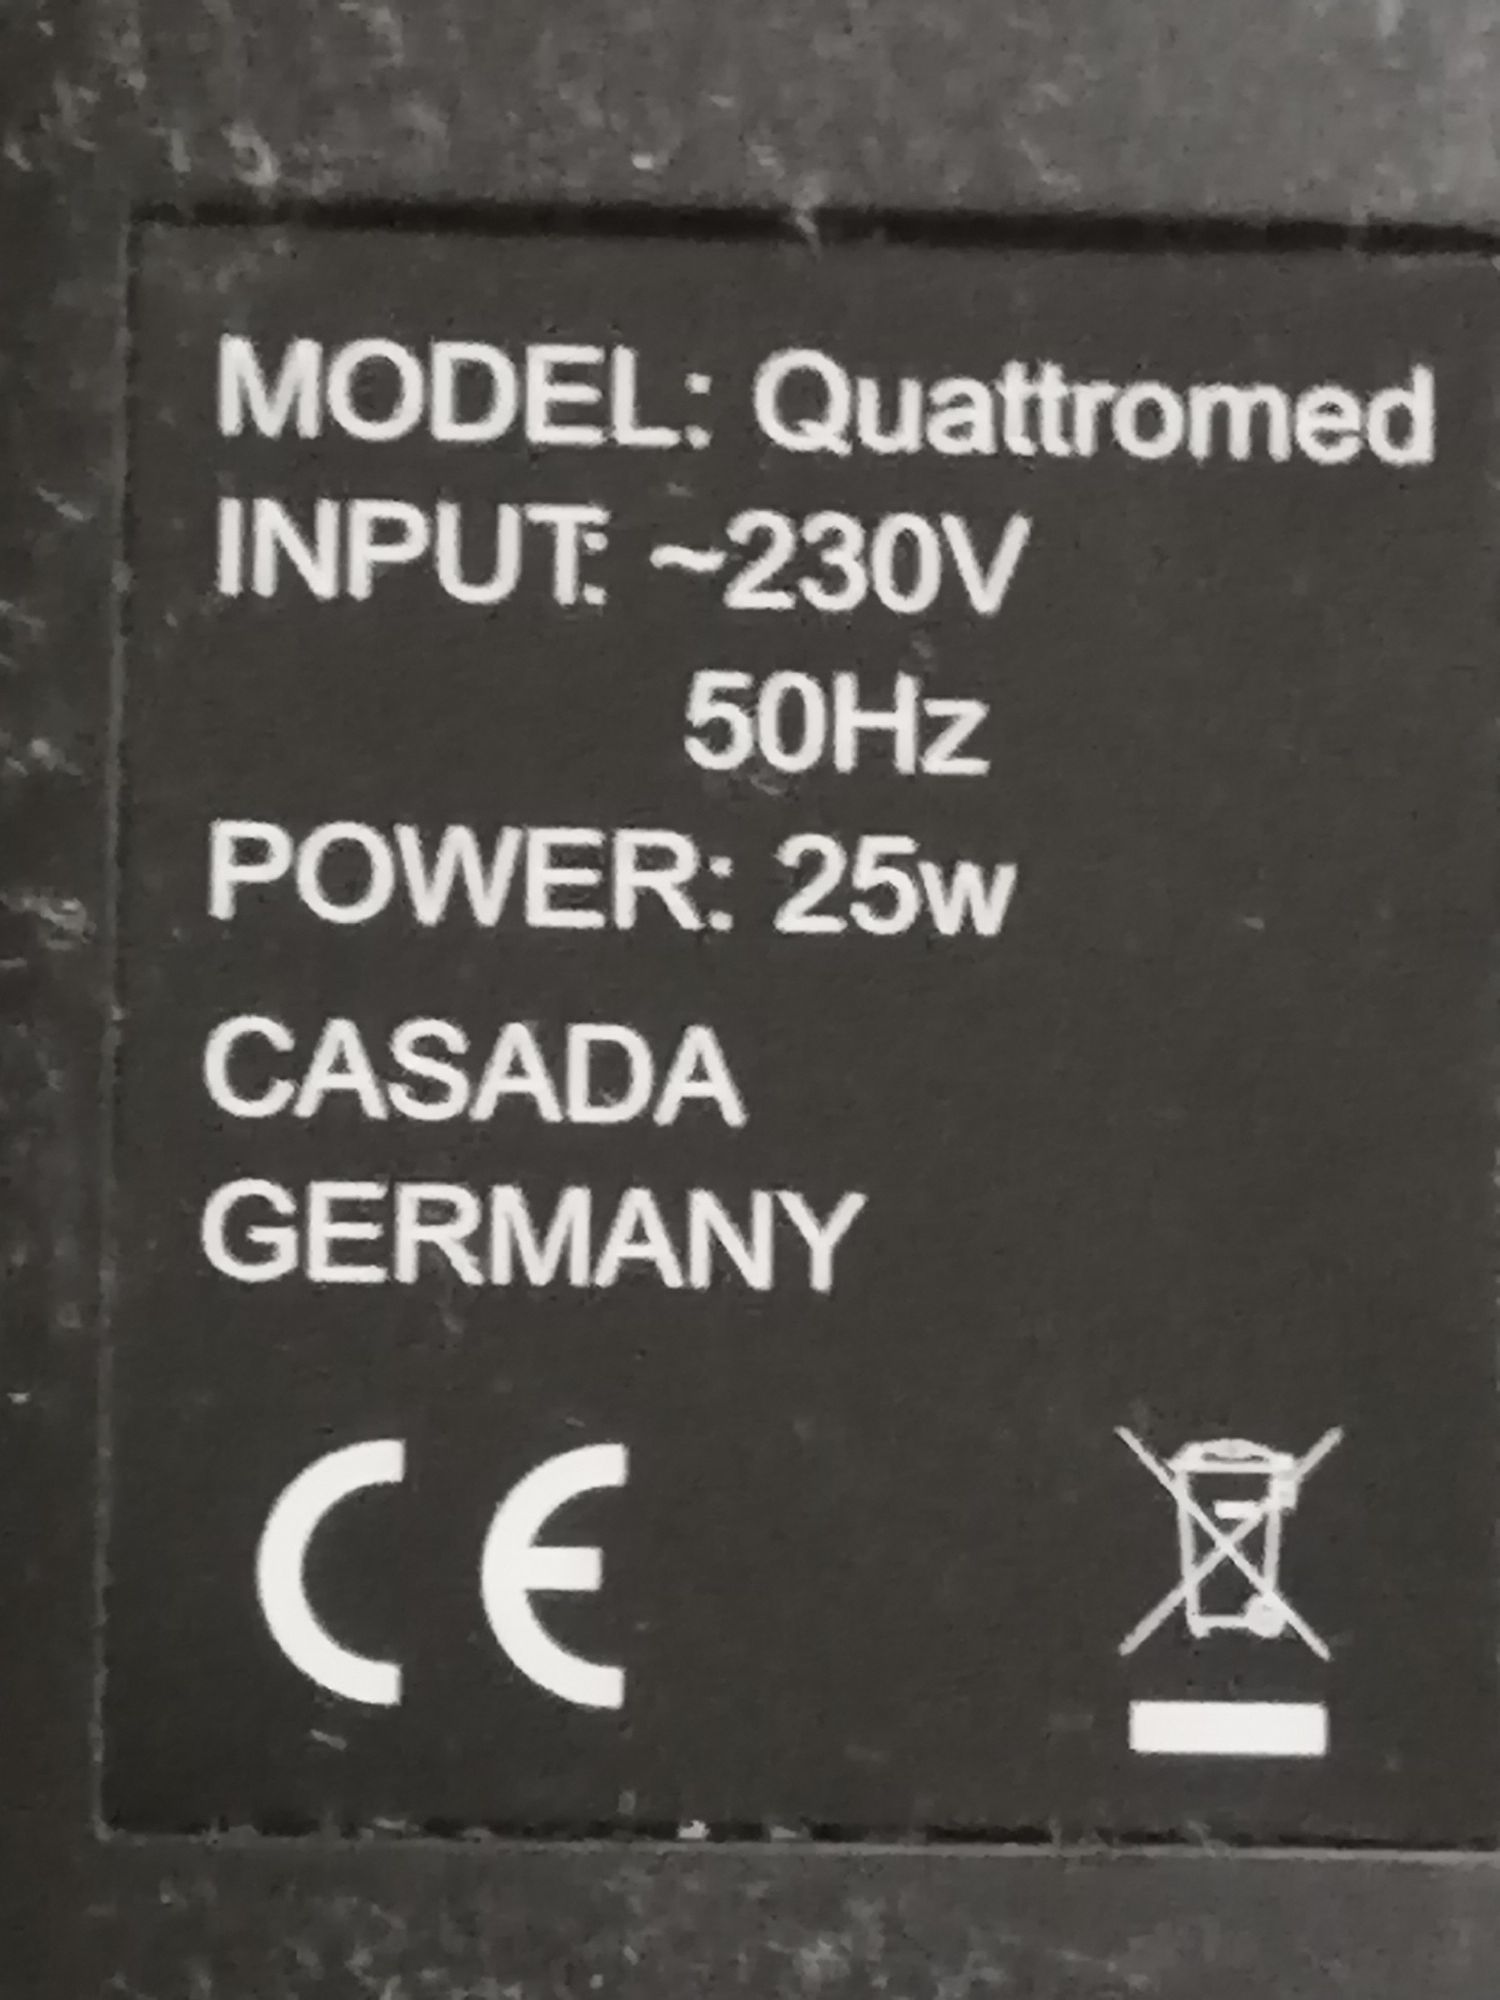 MODEL: Quattromed
INPUT: ~230V
50Hz
POWER: 25w
CASADA
GERMANY
CE